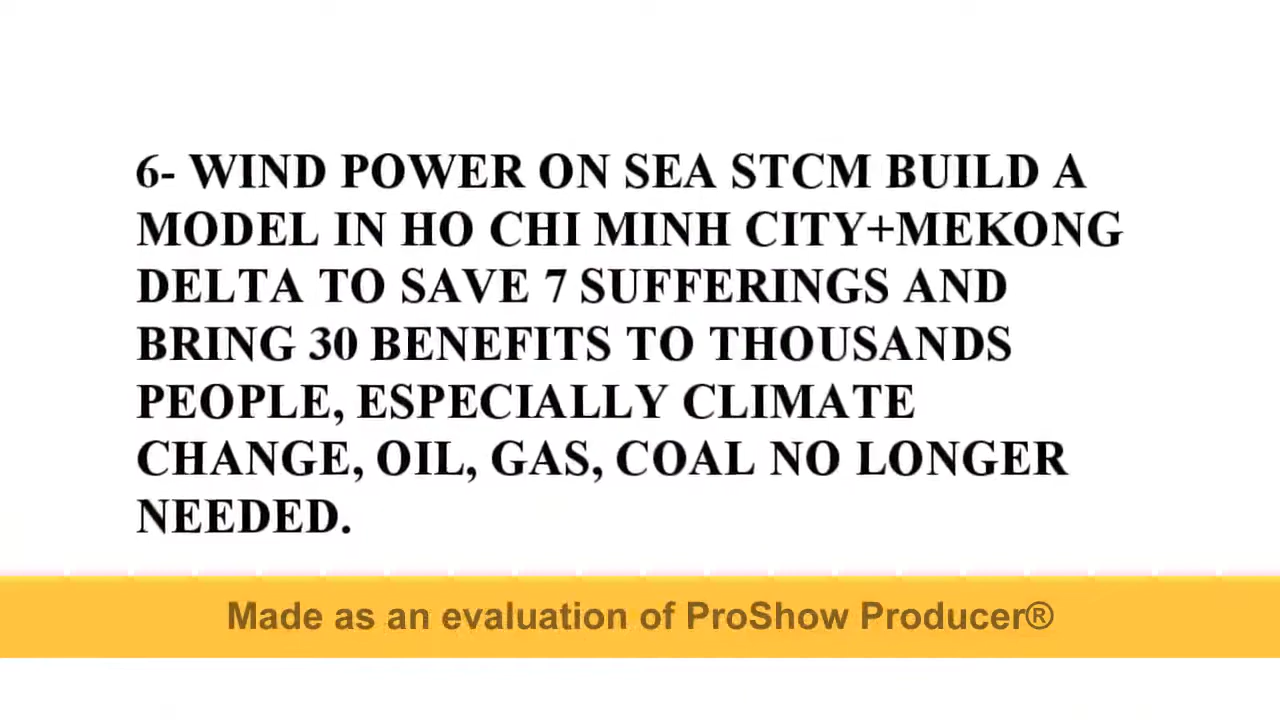 6- WIND POWER ON SEA STCM BUILD A
MODEL IN HO CHI MINH CITY+MEKONG
DELTA TO SAVE 7 SUFFERINGS AND
BRING 30 BENEFITS TO THOUSANDS
PEOPLE, ESPECIALLY CLIMATE
CHANGE, OIL, GAS, COAL NO LONGER
NEEDED.
Made as an evaluation of ProShow Producer®